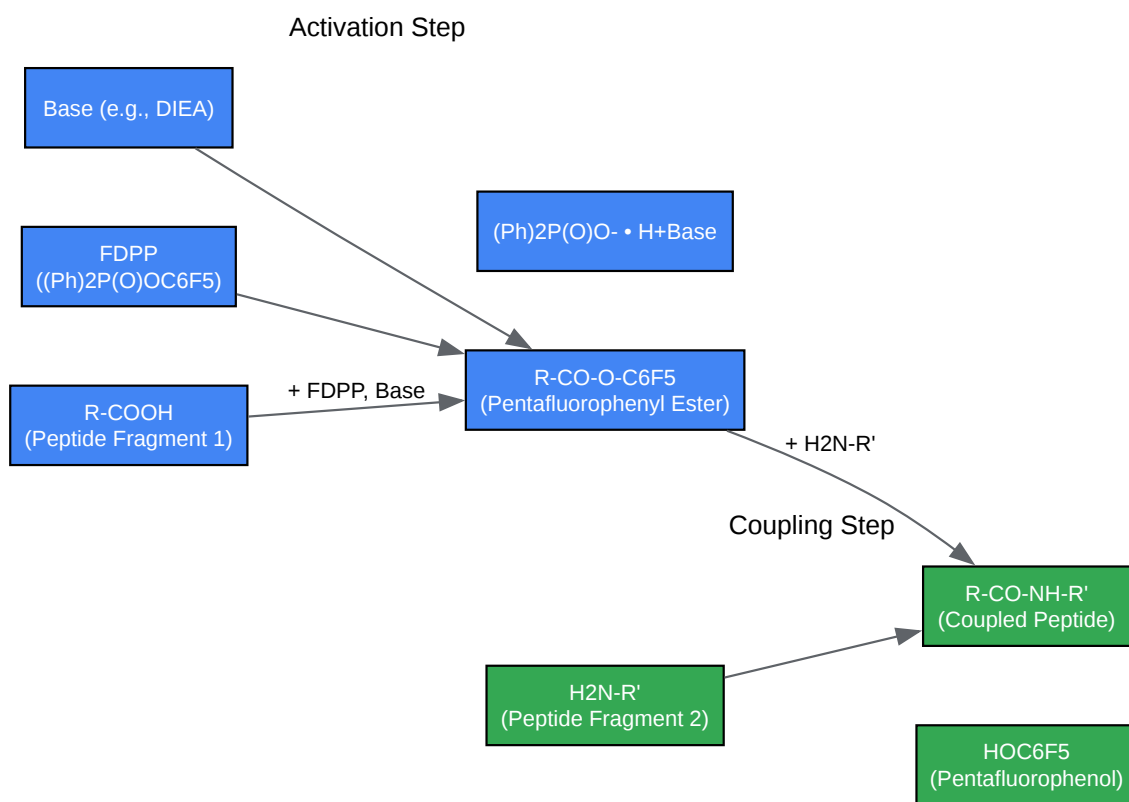 Activation Step
Base (e.g., DIEA)
(Ph)2P(O)O- • H+Base
FDPP
((Ph)2P(O)OC6F5)
R-COOH
(Peptide Fragment 1)
+ FDPP, Base
R-CO-O-C6F5
(Pentafluorophenyl Ester)
+ H2N-R'
Coupling Step
R-CO-NH-R'
(Coupled Peptide)
H2N-R'
(Peptide Fragment 2)
HOC6F5
(Pentafluorophenol)